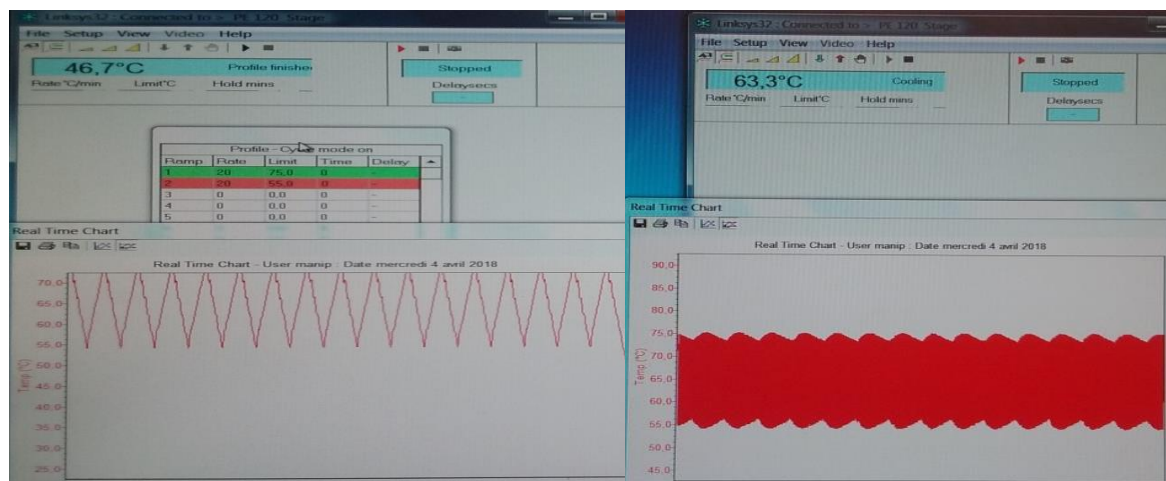 Linksys32 : Connected to > PE 120 Stage
File Setup View Video Help
46,7°C Profile finishe
Rate °C/min Limit°C Hold mins
Stopped
Delaysecs
-
Profile - Cycle mode on
Ramp Rate Limit Time Delay
1 20 75,0 0 -
2 20 55,0 0 -
3 0 0,0 0 -
4 0 0,0 0 -
5 0 0,0 0 -
Real Time Chart
Real Time Chart - User manip : Date mercredi 4 avril 2018
Temp (°C)
70,0
65,0
60,0
55,0
50,0
45,0
40,0
35,0
30,0
25,0
Linksys32 : Connected to > PE 120 Stage
File Setup View Video Help
63,3°C Cooling
Rate °C/min Limit°C Hold mins
Stopped
Delaysecs
-
Real Time Chart
Real Time Chart - User manip : Date mercredi 4 avril 2018
Temp (°C)
90,0
85,0
80,0
75,0
70,0
65,0
60,0
55,0
50,0
45,0